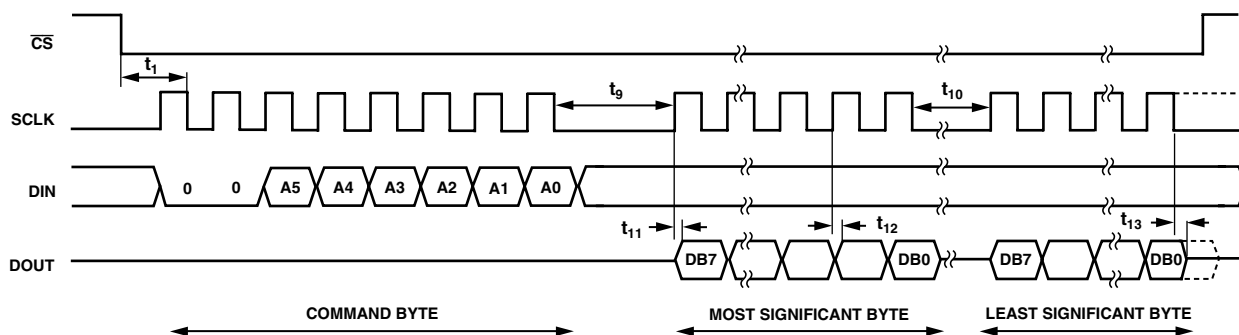 CS
t1
t9
t10
SCLK
DIN
0 0 A5 A4 A3 A2 A1 A0
t11
t12
t13
DOUT
DB7 DB0 DB7 DB0
COMMAND BYTE
MOST SIGNIFICANT BYTE
LEAST SIGNIFICANT BYTE